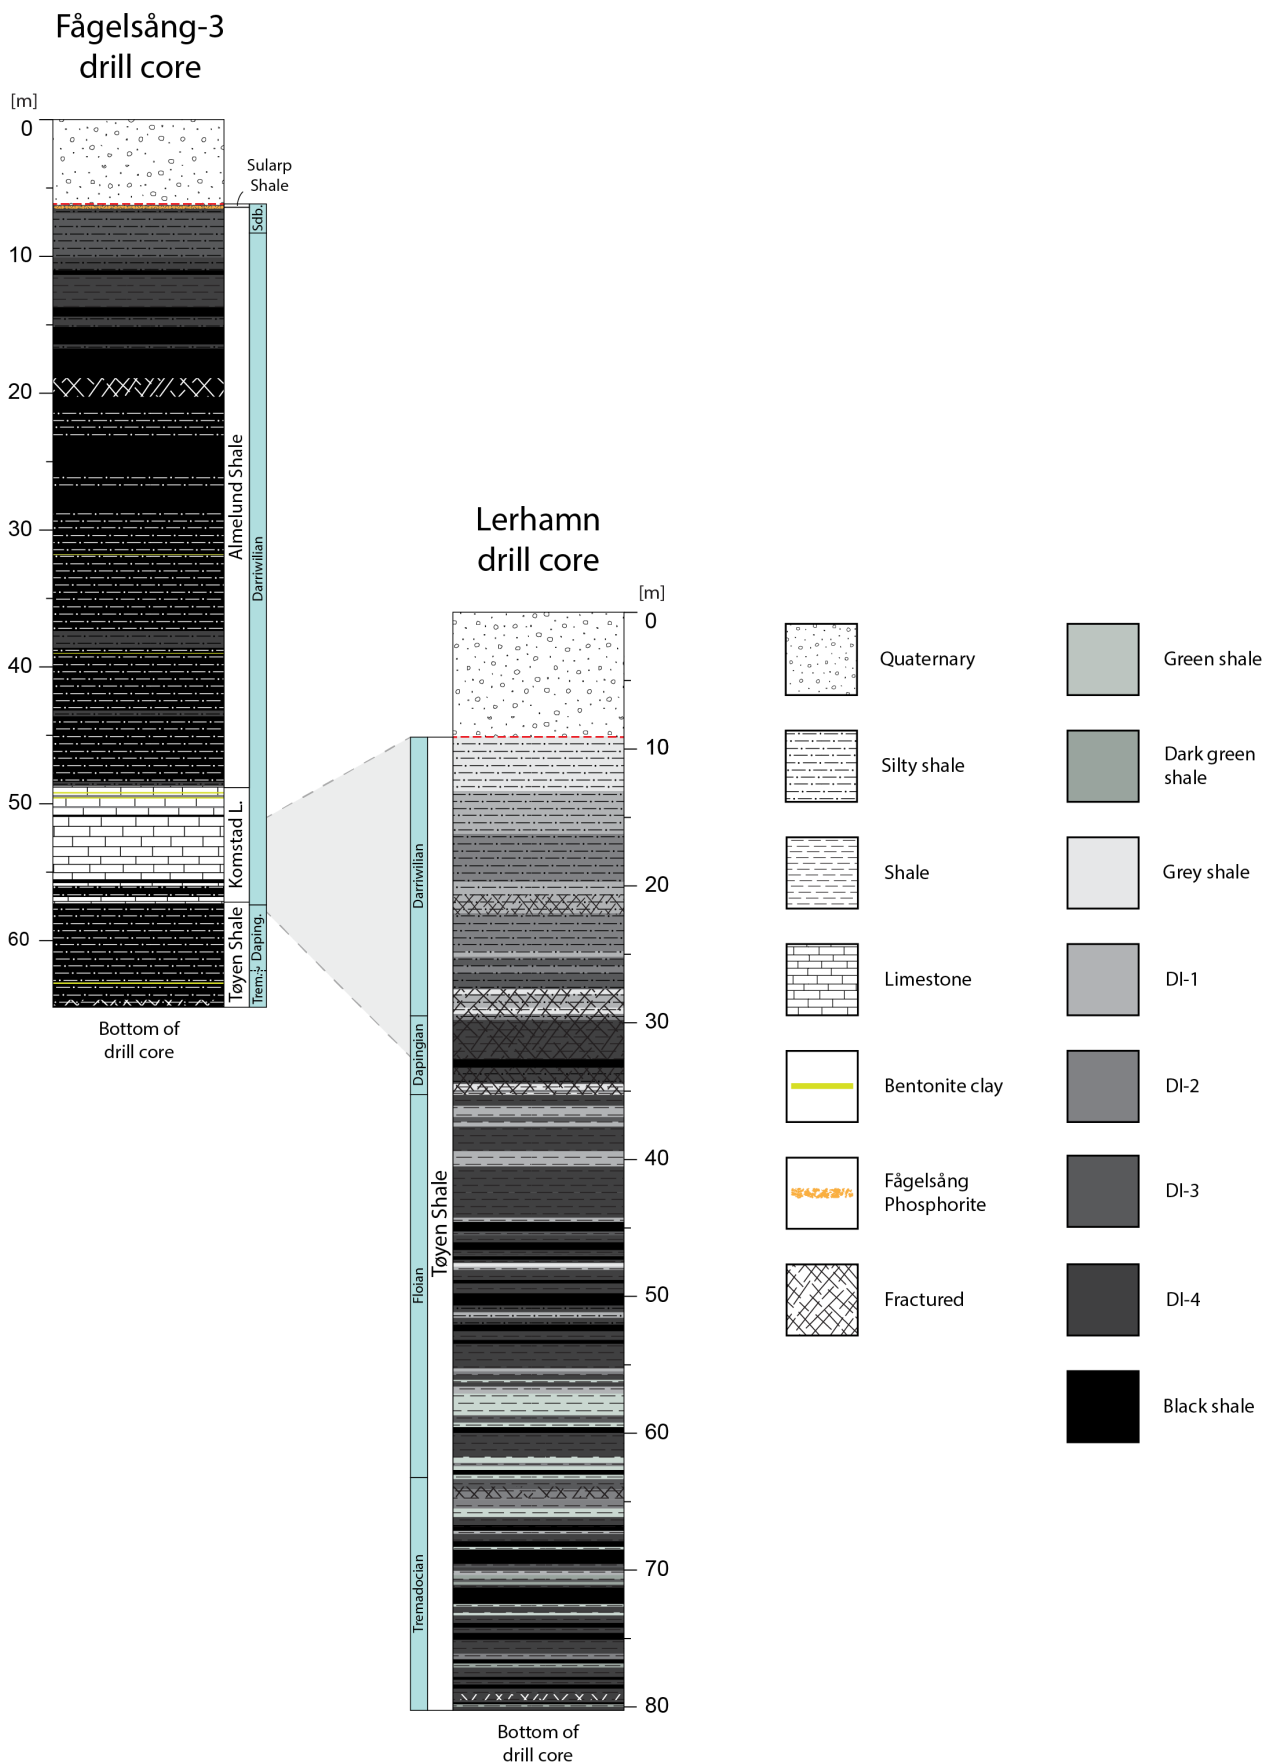 Fågelsång-3
drill core
[m]
0
10
20
30
40
50
60
Sularp
Shale
Almelund Shale
Komstad L.
Tøyen Shale
Sdb.
Darriwilian
Daping.
Trem.?
Bottom of
drill core
Lerhamn
drill core
[m]
0
10
20
30
40
50
60
70
80
Darriwilian
Dapingian
Floian
Tremadocian
Tøyen Shale
Bottom of
drill core
Quaternary
Silty shale
Shale
Limestone
Bentonite clay
Fågelsång
Phosphorite
Fractured
Green shale
Dark green
shale
Grey shale
DI-1
DI-2
DI-3
DI-4
Black shale